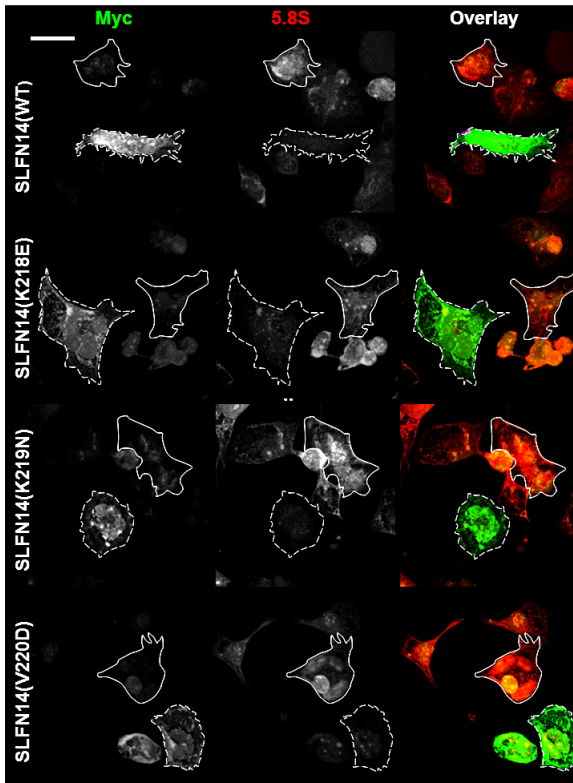 Myc 5.8S Overlay
SLFN14(WT)
SLFN14(K218E)
SLFN14(K219N)
SLFN14(V220D)